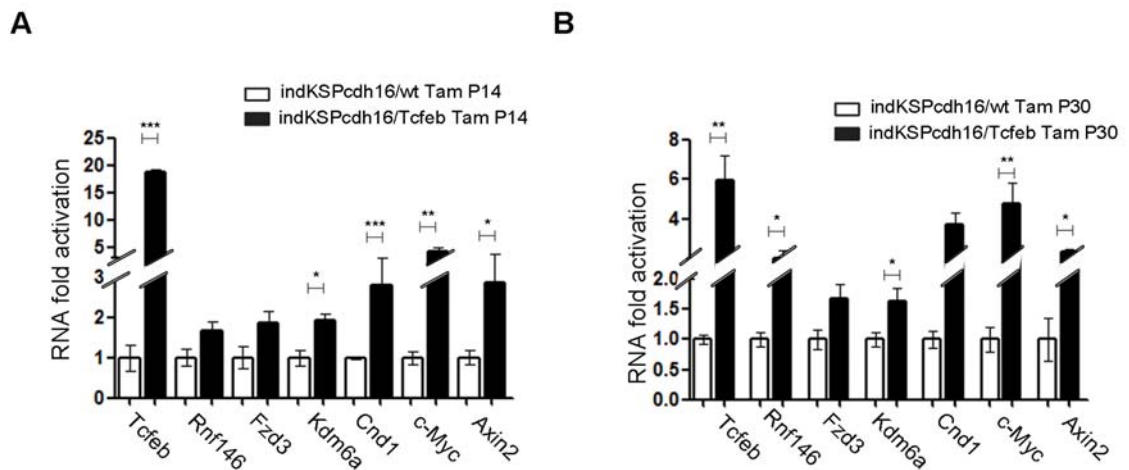 A
indKSPcdh16/wt Tam P14
indKSPcdh16/Tcfeb Tam P14
RNA fold activation
25
20
15
10
5
3
2
1
0
***
*
***
**
*
Tcfeb
Rnf146
Fzd3
Kdm6a
Cnd1
c-Myc
Axin2
B
indKSPcdh16/wt Tam P30
indKSPcdh16/Tcfeb Tam P30
RNA fold activation
8
6
4
2.0
1.5
1.0
0.5
0.0
**
*
*
**
*
Tcfeb
Rnf146
Fzd3
Kdm6a
Cnd1
c-Myc
Axin2